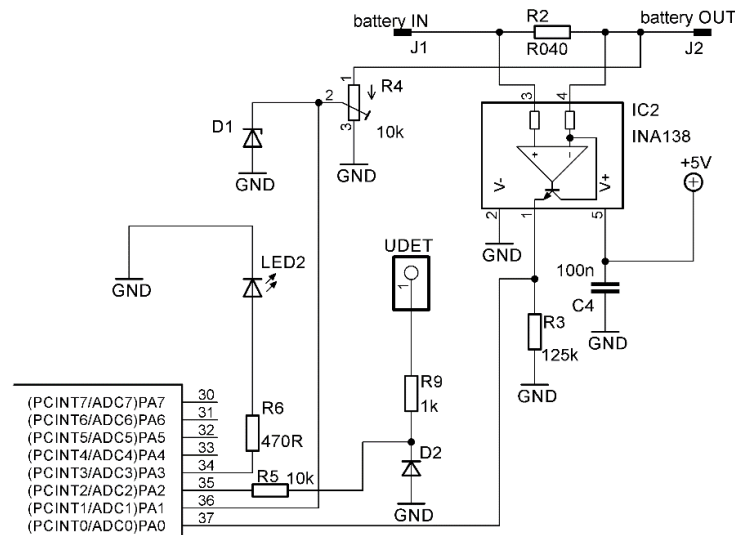 battery IN
R2
battery OUT
J1
R040
J2
1
R4
2
3
10k
D1
GND
GND
3
4
IC2
INA138
+
-
V-
V+
+5V
2
1
5
GND
100n
C4
GND
R3
125k
GND
UDET
1
LED2
GND
R9
1k
R6
470R
D2
GND
R5
10k
(PCINT7/ADC7)PA7
30
(PCINT6/ADC6)PA6
31
(PCINT5/ADC5)PA5
32
(PCINT4/ADC4)PA4
33
(PCINT3/ADC3)PA3
34
(PCINT2/ADC2)PA2
35
(PCINT1/ADC1)PA1
36
(PCINT0/ADC0)PA0
37